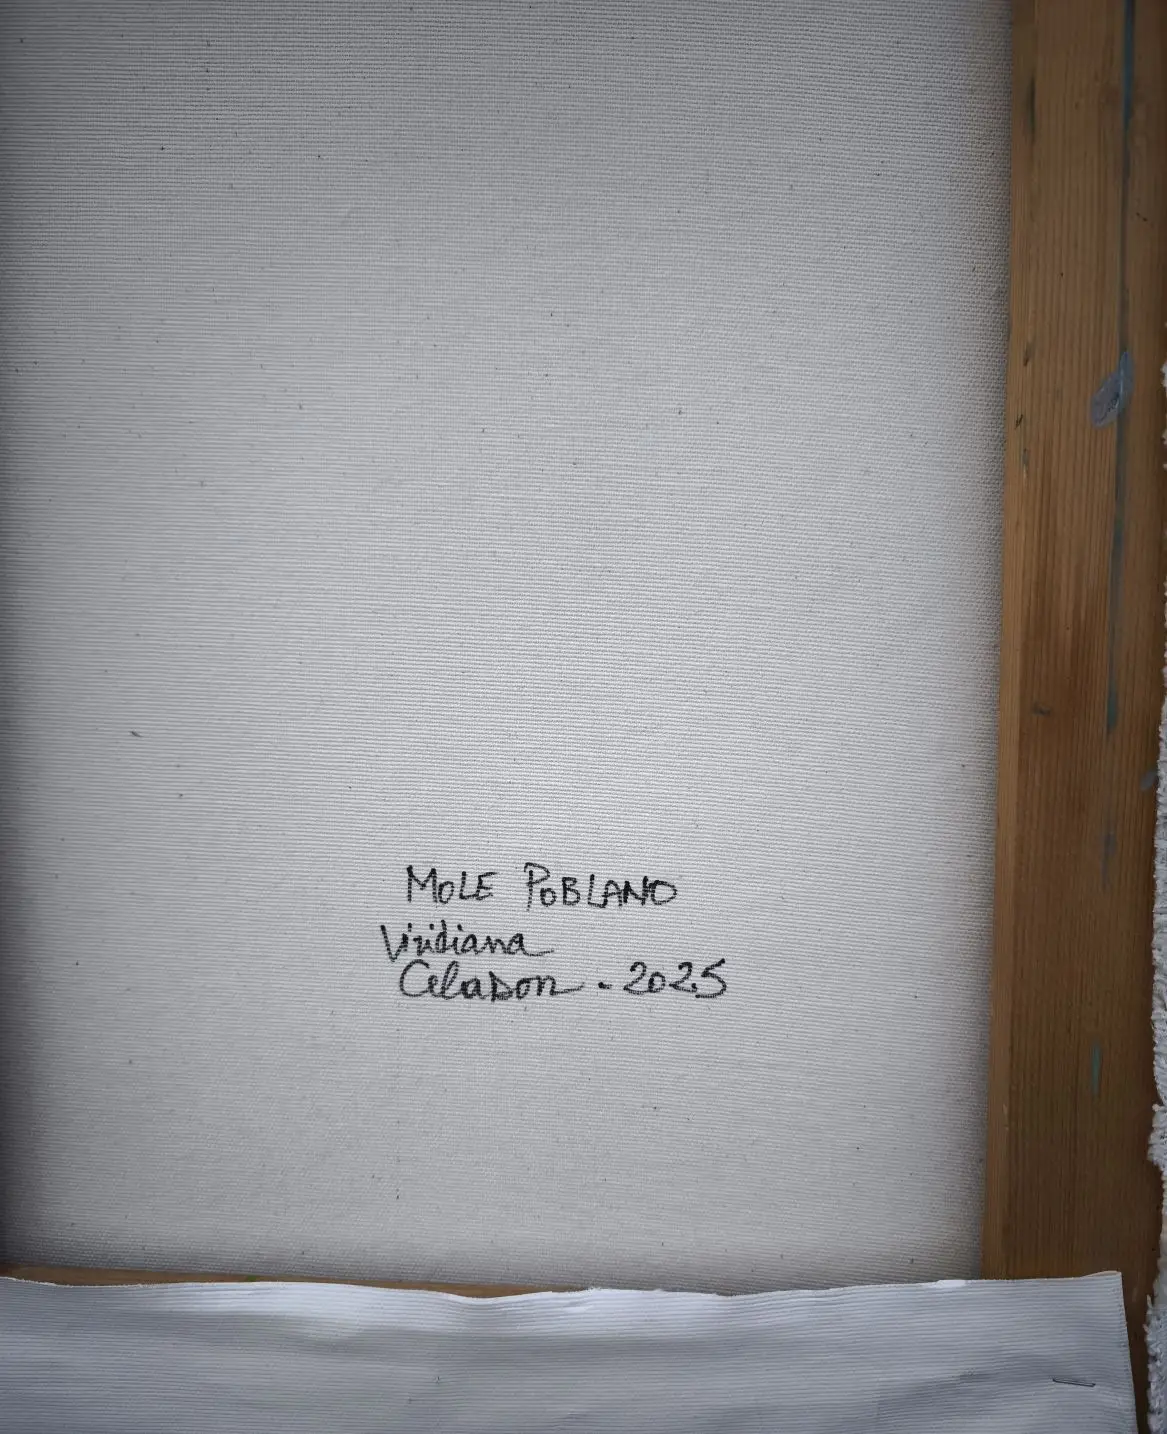 MOLE POBLANO
Viridiana
Celadon - 2025